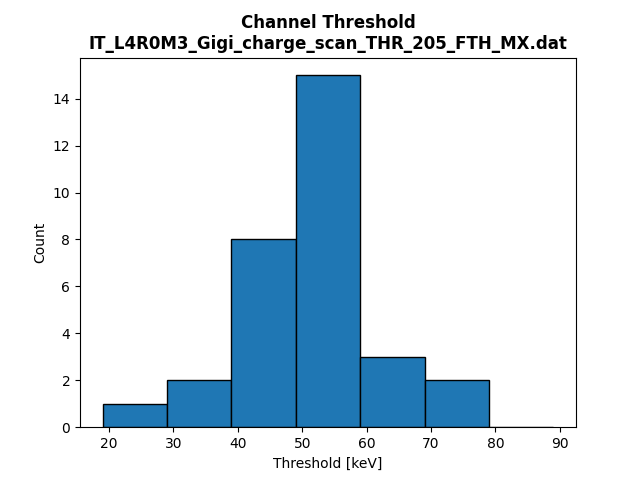 Channel Threshold
IT_L4R0M3_Gigi_charge_scan_THR_205_FTH_MX.dat
14
12
10
8
6
4
2
0
Count
20 30 40 50 60 70 80 90
Threshold [keV]